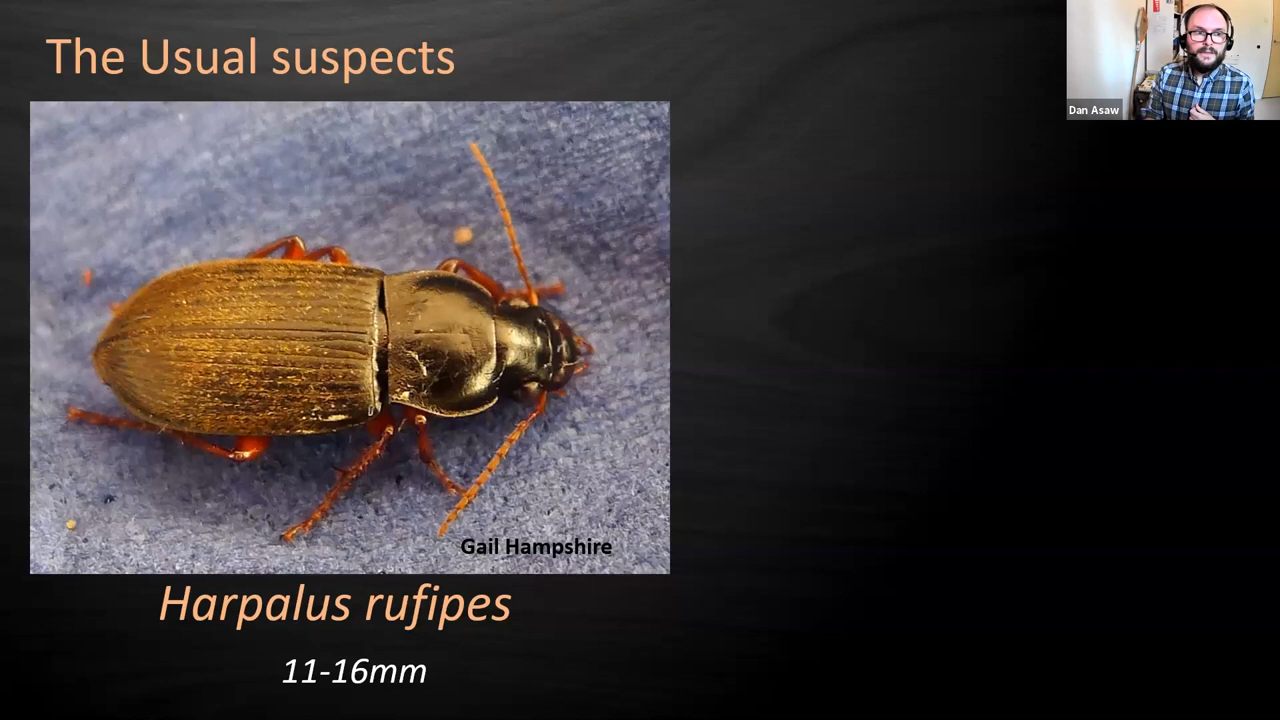 The Usual suspects
Dan Asaw
Gail Hampshire
Harpalus rufipes
11-16mm